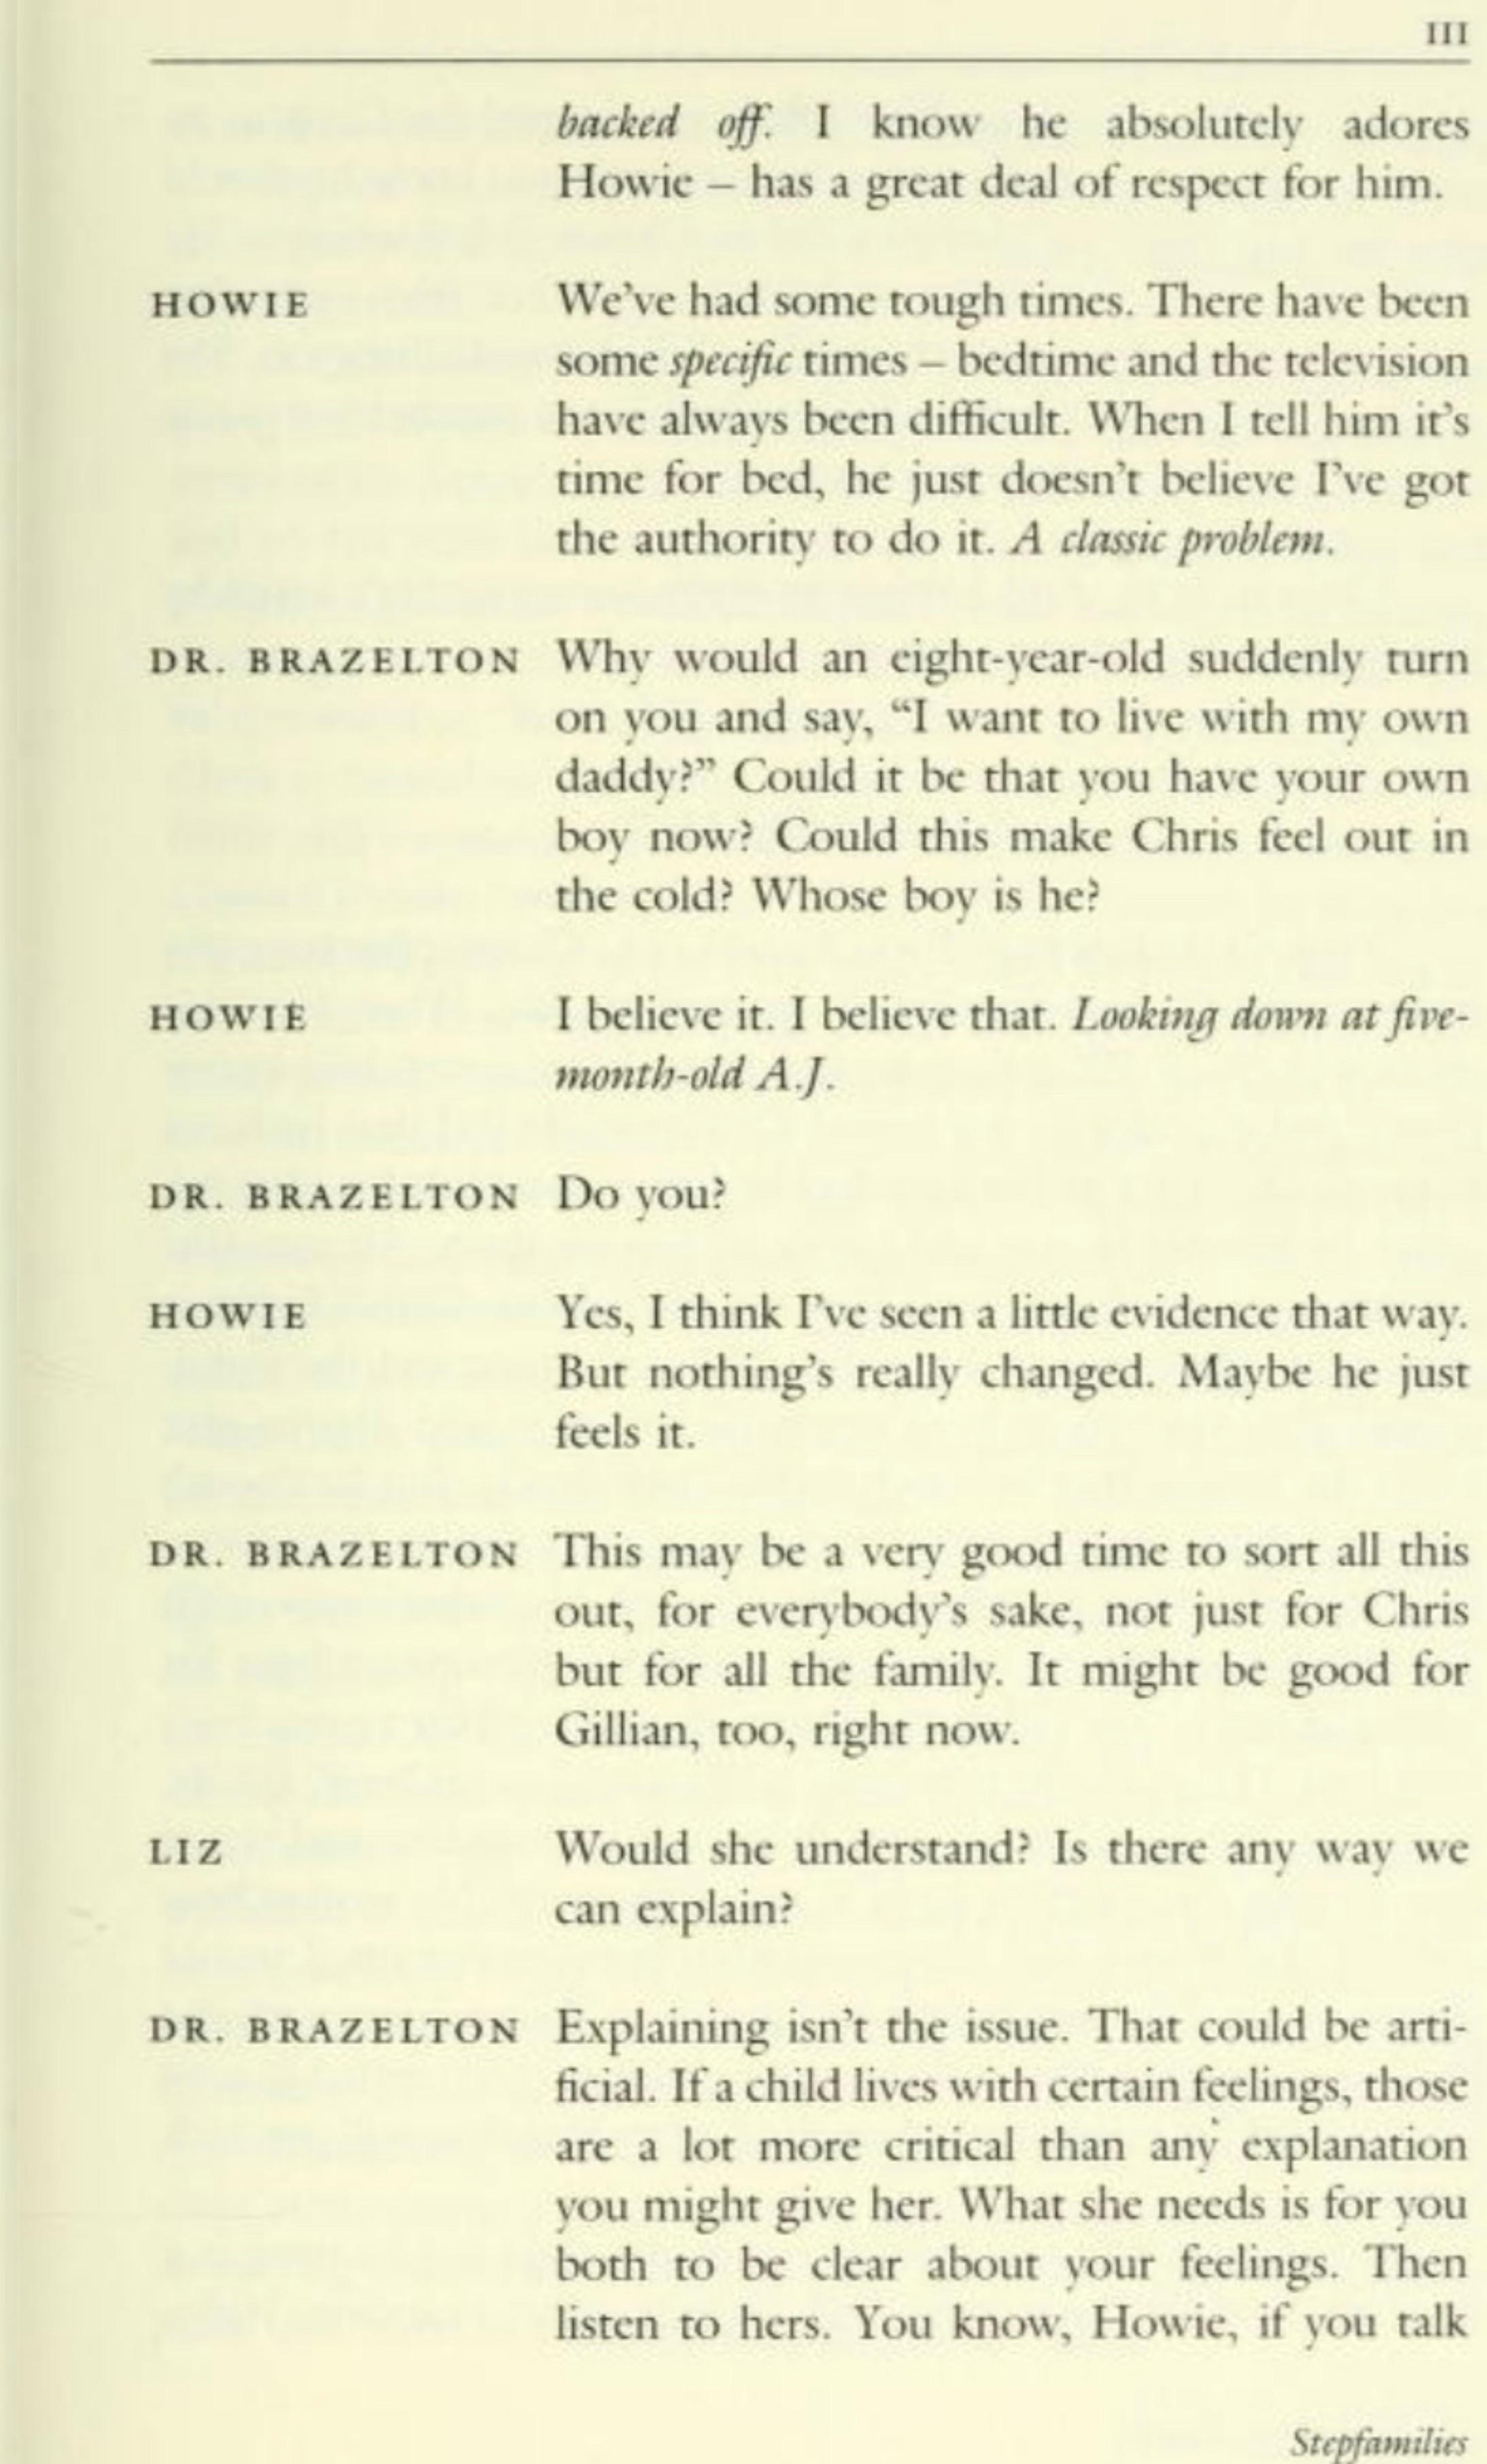 111
backed off. I know he absolutely adores
Howie – has a great deal of respect for him.
HOWIE We've had some tough times. There have been
some specific times – bedtime and the television
have always been difficult. When I tell him it's
time for bed, he just doesn't believe I've got
the authority to do it. A classic problem.
DR. BRAZELTON Why would an eight-year-old suddenly turn
on you and say, “I want to live with my own
daddy?” Could it be that you have your own
boy now? Could this make Chris feel out in
the cold? Whose boy is he?
HOWIE I believe it. I believe that. Looking down at five-
month-old A.J.
DR. BRAZELTON Do you?
HOWIE Yes, I think I've seen a little evidence that way.
But nothing's really changed. Maybe he just
feels it.
DR. BRAZELTON This may be a very good time to sort all this
out, for everybody's sake, not just for Chris
but for all the family. It might be good for
Gillian, too, right now.
LIZ Would she understand? Is there any way we
can explain?
DR. BRAZELTON Explaining isn't the issue. That could be arti-
ficial. If a child lives with certain feelings, those
are a lot more critical than any explanation
you might give her. What she needs is for you
both to be clear about your feelings. Then
listen to hers. You know, Howie, if you talk
Stepfamilies